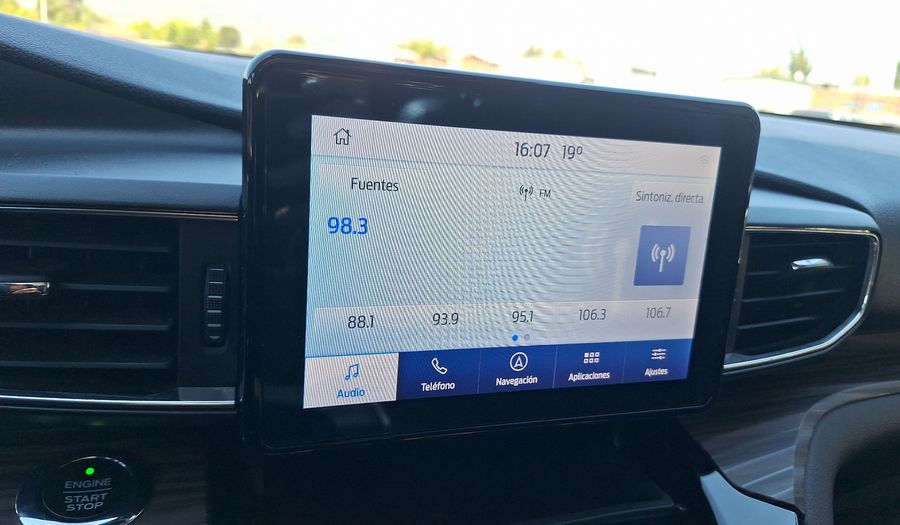 16:07 19º
Fuentes
FM
Síntoniz. directa
98.3
88.1 93.9 95.1 106.3 106.7
Audio Teléfono Navegación Aplicaciones Ajustes
ENGINE
START
STOP